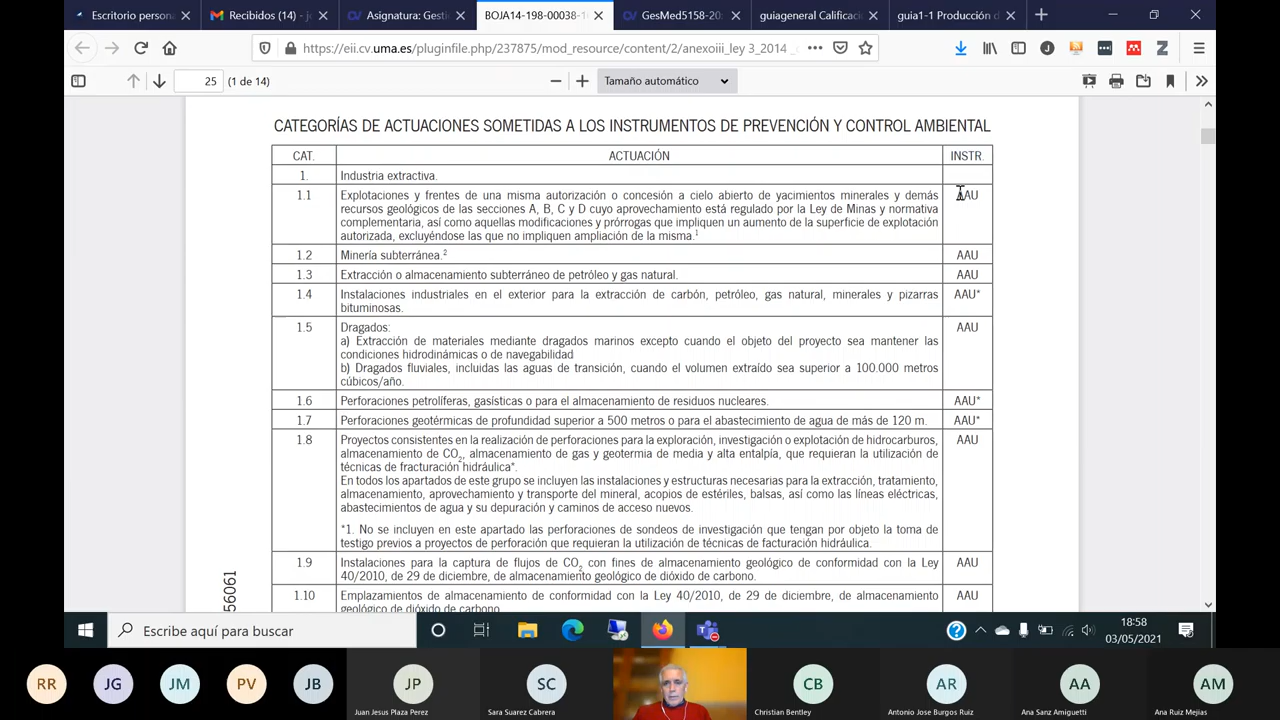 Escritorio persona
Recibidos (14) - j
Asignatura: Gesti
BOJA14-198-00038-1
GesMed5158-20
guiageneral Calificaci
guia1-1 Producción d
https://eii.cv.uma.es/pluginfile.php/237875/mod_resource/content/2/anexoiii_ley 3_2014
25 (1 de 14)
Tamaño automático
CATEGORÍAS DE ACTUACIONES SOMETIDAS A LOS INSTRUMENTOS DE PREVENCIÓN Y CONTROL AMBIENTAL
CAT. ACTUACIÓN INSTR.
1. Industria extractiva.
1.1 Explotaciones y frentes de una misma autorización o concesión a cielo abierto de yacimientos minerales y demás AAU
recursos geológicos de las secciones A, B, C y D cuyo aprovechamiento está regulado por la Ley de Minas y normativa
complementaria, así como aquellas modificaciones y prórrogas que impliquen un aumento de la superficie de explotación
autorizada, excluyéndose las que no impliquen ampliación de la misma.¹
1.2 Minería subterránea.² AAU
1.3 Extracción o almacenamiento subterráneo de petróleo y gas natural. AAU
1.4 Instalaciones industriales en el exterior para la extracción de carbón, petróleo, gas natural, minerales y pizarras AAU*
bituminosas.
1.5 Dragados: AAU
a) Extracción de materiales mediante dragados marinos excepto cuando el objeto del proyecto sea mantener las
condiciones hidrodinámicas o de navegabilidad
b) Dragados fluviales, incluidas las aguas de transición, cuando el volumen extraído sea superior a 100.000 metros
cúbicos/año.
1.6 Perforaciones petrolíferas, gasísticas o para el almacenamiento de residuos nucleares. AAU*
1.7 Perforaciones geotérmicas de profundidad superior a 500 metros o para el abastecimiento de agua de más de 120 m. AAU*
1.8 Proyectos consistentes en la realización de perforaciones para la exploración, investigación o explotación de hidrocarburos, AAU
almacenamiento de CO₂, almacenamiento de gas y geotermia de media y alta entalpía, que requieran la utilización de
técnicas de fracturación hidráulica*.
En todos los apartados de este grupo se incluyen las instalaciones y estructuras necesarias para la extracción, tratamiento,
almacenamiento, aprovechamiento y transporte del mineral, acopios de estériles, balsas, así como las líneas eléctricas,
abastecimientos de agua y su depuración y caminos de acceso nuevos.
*1. No se incluyen en este apartado las perforaciones de sondeos de investigación que tengan por objeto la toma de
testigo previos a proyectos de perforación que requieran la utilización de técnicas de facturación hidráulica.
1.9 Instalaciones para la captura de flujos de CO₂ con fines de almacenamiento geológico de conformidad con la Ley AAU
40/2010, de 29 de diciembre, de almacenamiento geológico de dióxido de carbono.
1.10 Emplazamientos de almacenamiento de conformidad con la Ley 40/2010, de 29 de diciembre, de almacenamiento AAU
geológico de dióxido de carbono
56061
Escribe aquí para buscar
18:58
03/05/2021
RR
JG
JM
PV
JB
JP
Juan Jesus Plaza Perez
SC
Sara Suarez Cabrera
CB
Christian Bentley
AR
Antonio Jose Burgos Ruiz
AA
Ana Sanz Amiguetti
AM
Ana Ruiz Mejias